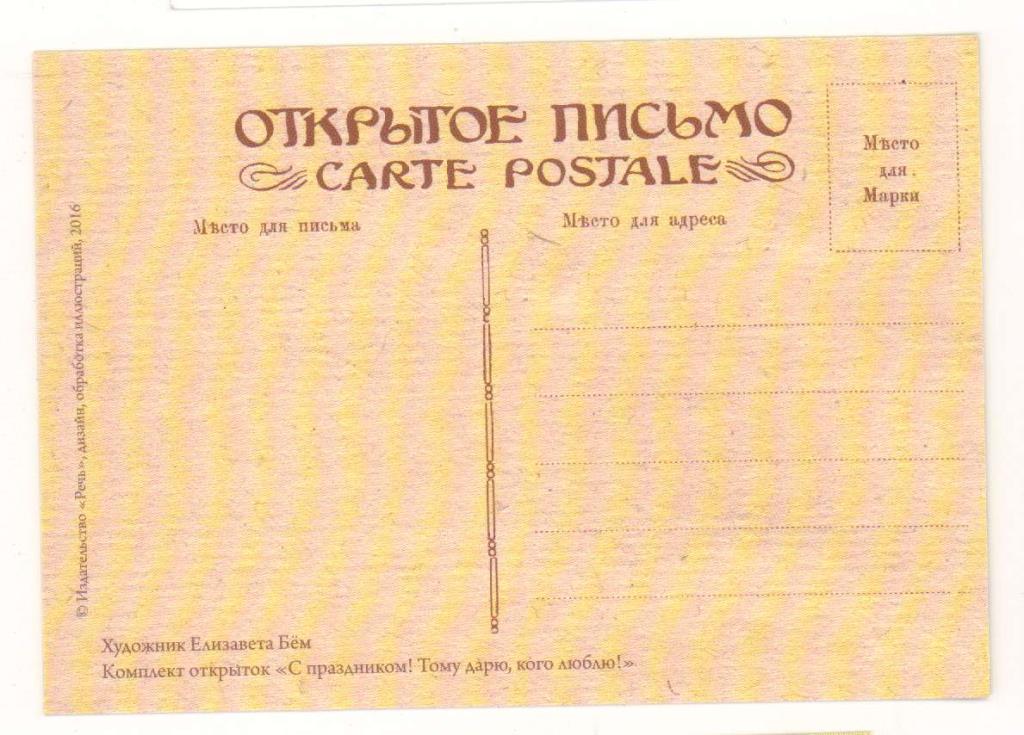 ОТКРЫТОЕ ПИСЬМО
CARTE POSTALE
Мѣсто
для
Марки
Мѣсто для письма
Мѣсто для адреса
© Издательство «Речь», дизайн, обработка иллюстраций, 2016
Художник Елизавета Бём
Комплект открыток «С праздником! Тому дарю, кого люблю!»